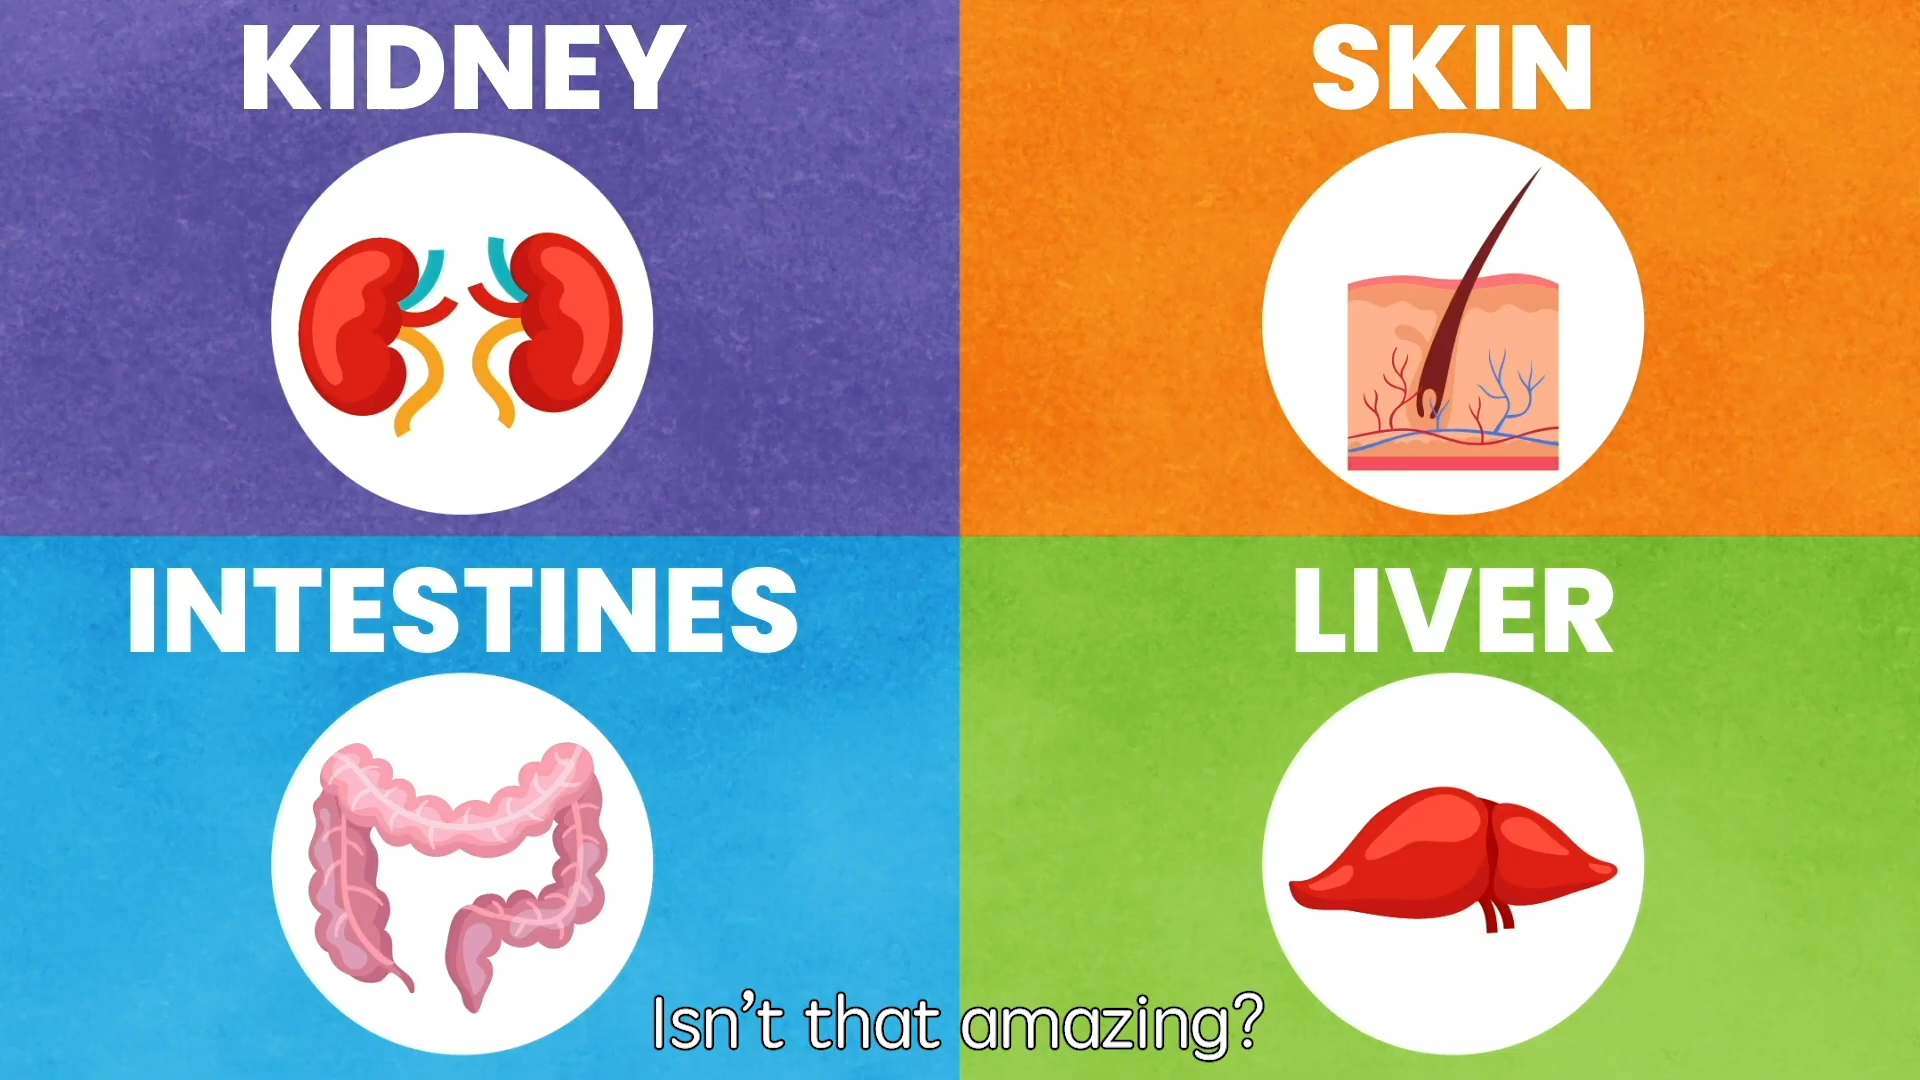 KIDNEY
SKIN
INTESTINES
LIVER
Isn't that amazing?